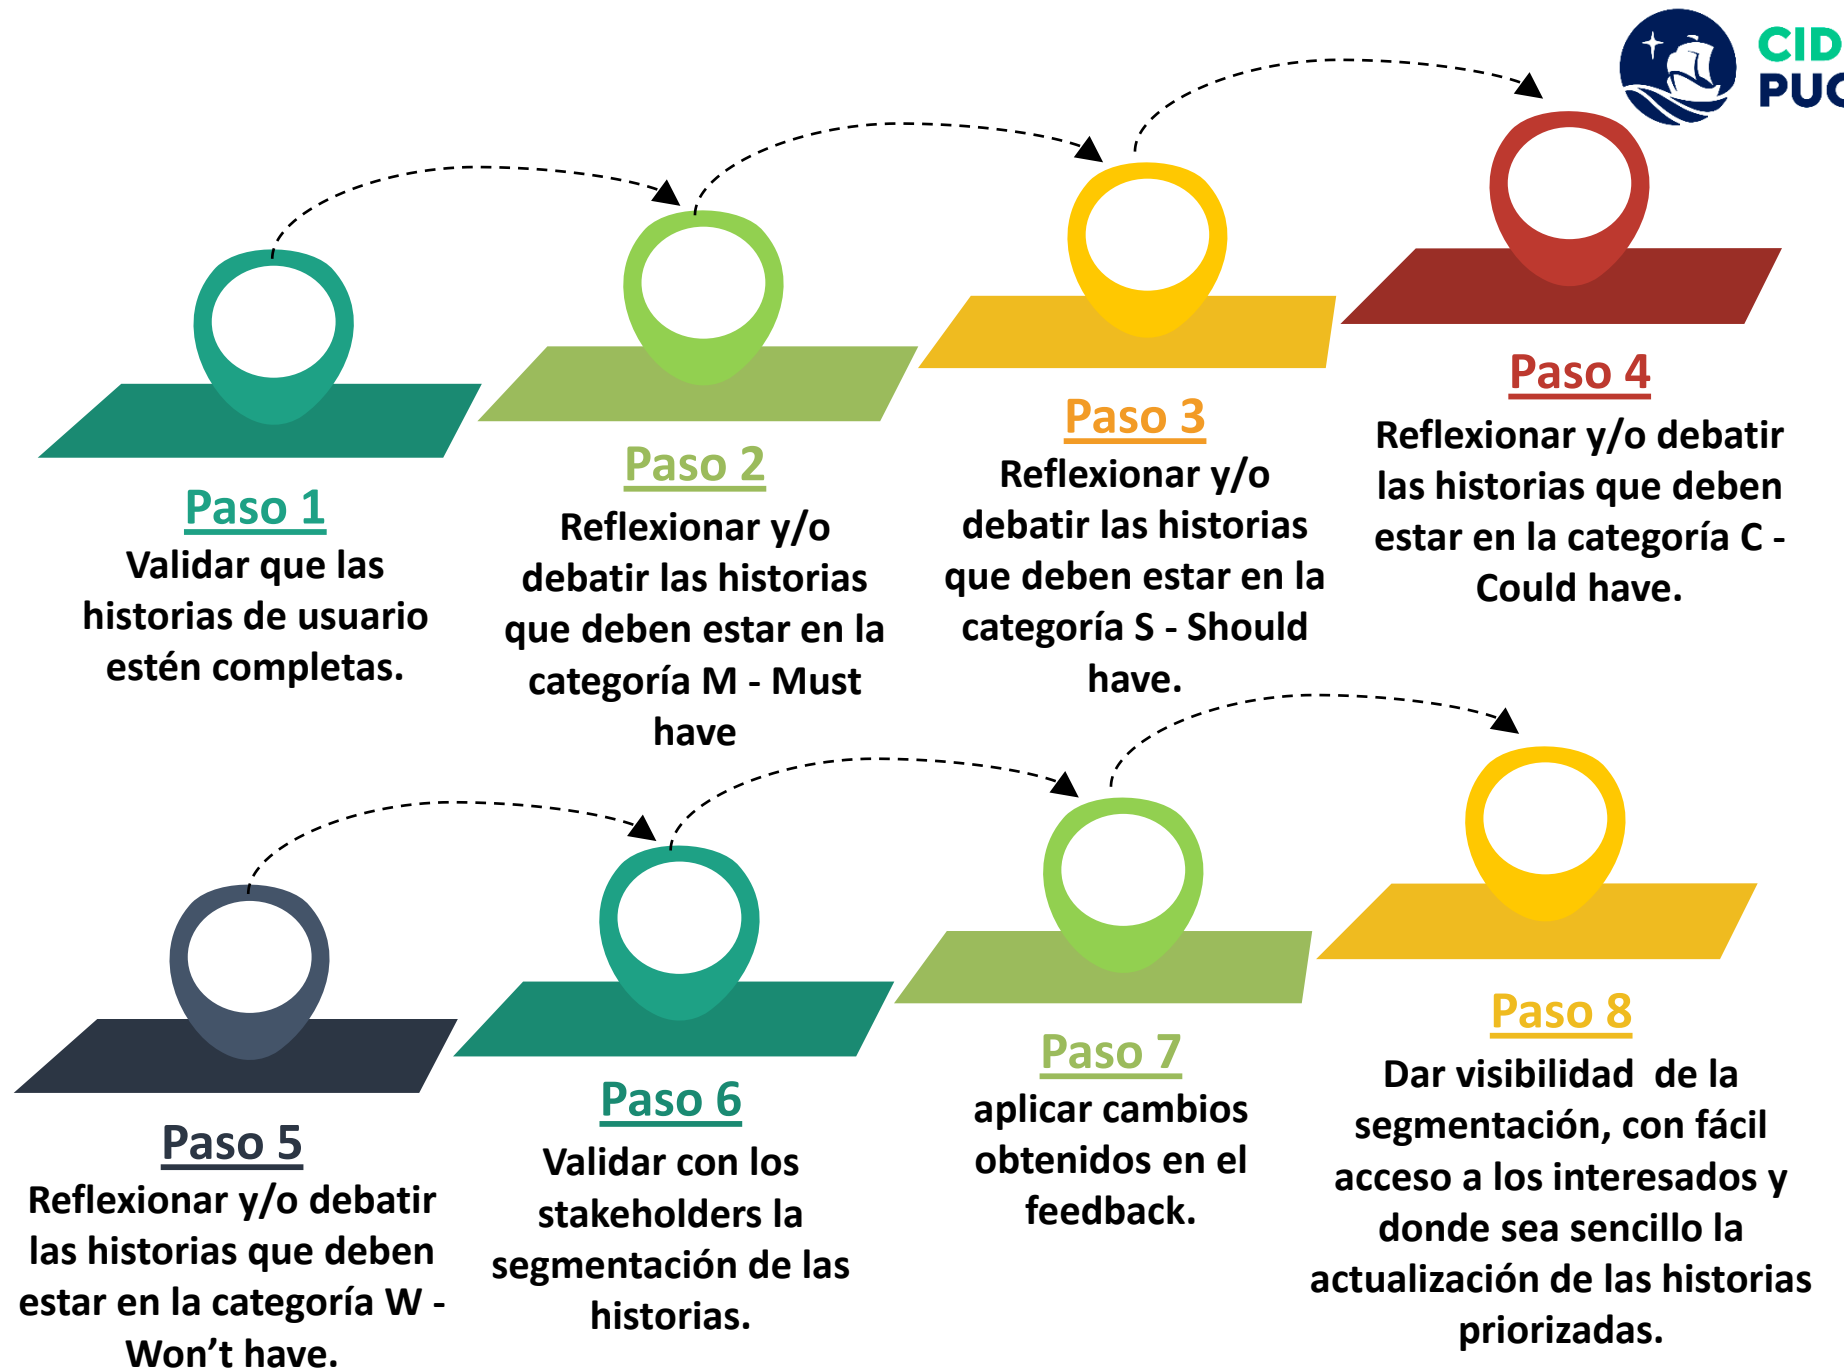 CID
PUC
Paso 1
Validar que las
historias de usuario
estén completas.
Paso 2
Reflexionar y/o
debatir las historias
que deben estar en la
categoría M - Must
have
Paso 3
Reflexionar y/o
debatir las historias
que deben estar en la
categoría S - Should
have.
Paso 4
Reflexionar y/o debatir
las historias que deben
estar en la categoría C -
Could have.
Paso 5
Reflexionar y/o debatir
las historias que deben
estar en la categoría W -
Won’t have.
Paso 6
Validar con los
stakeholders la
segmentación de las
historias.
Paso 7
aplicar cambios
obtenidos en el
feedback.
Paso 8
Dar visibilidad  de la
segmentación, con fácil
acceso a los interesados y
donde sea sencillo la
actualización de las historias
priorizadas.